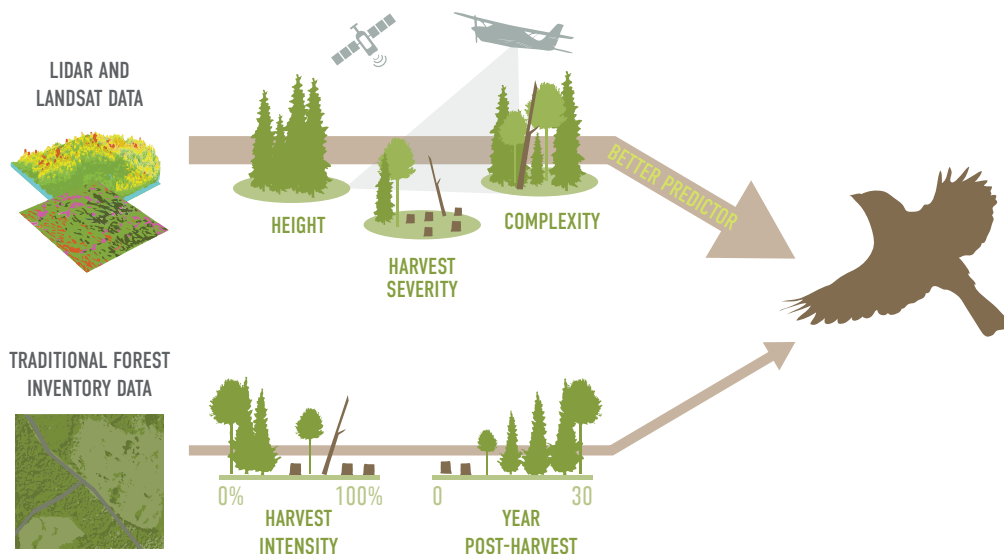 LIDAR AND
LANDSAT DATA
HEIGHT
HARVEST
SEVERITY
COMPLEXITY
BETTER PREDICTOR
TRADITIONAL FOREST
INVENTORY DATA
0% 100%
HARVEST
INTENSITY
0 30
YEAR
POST-HARVEST